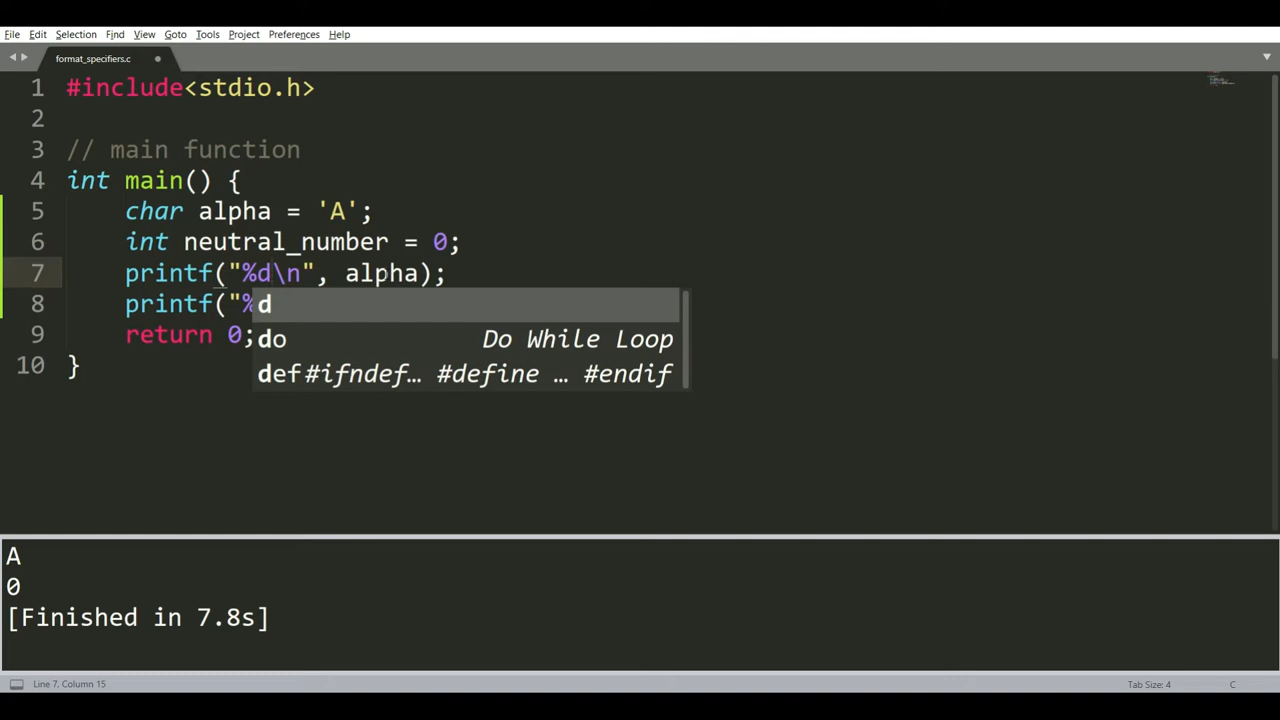 File Edit Selection Find View Goto Tools Project Preferences Help
format_specifiers.c
1 #include<stdio.h>
2
3 // main function
4 int main() {
5 char alpha = 'A';
6 int neutral_number = 0;
7 printf("%d\n", alpha);
8 printf("%
d
9 return 0;
do Do While Loop
10 }
def #ifndef… #define … #endif
A
0
[Finished in 7.8s]
Line 7, Column 15 Tab Size: 4 C